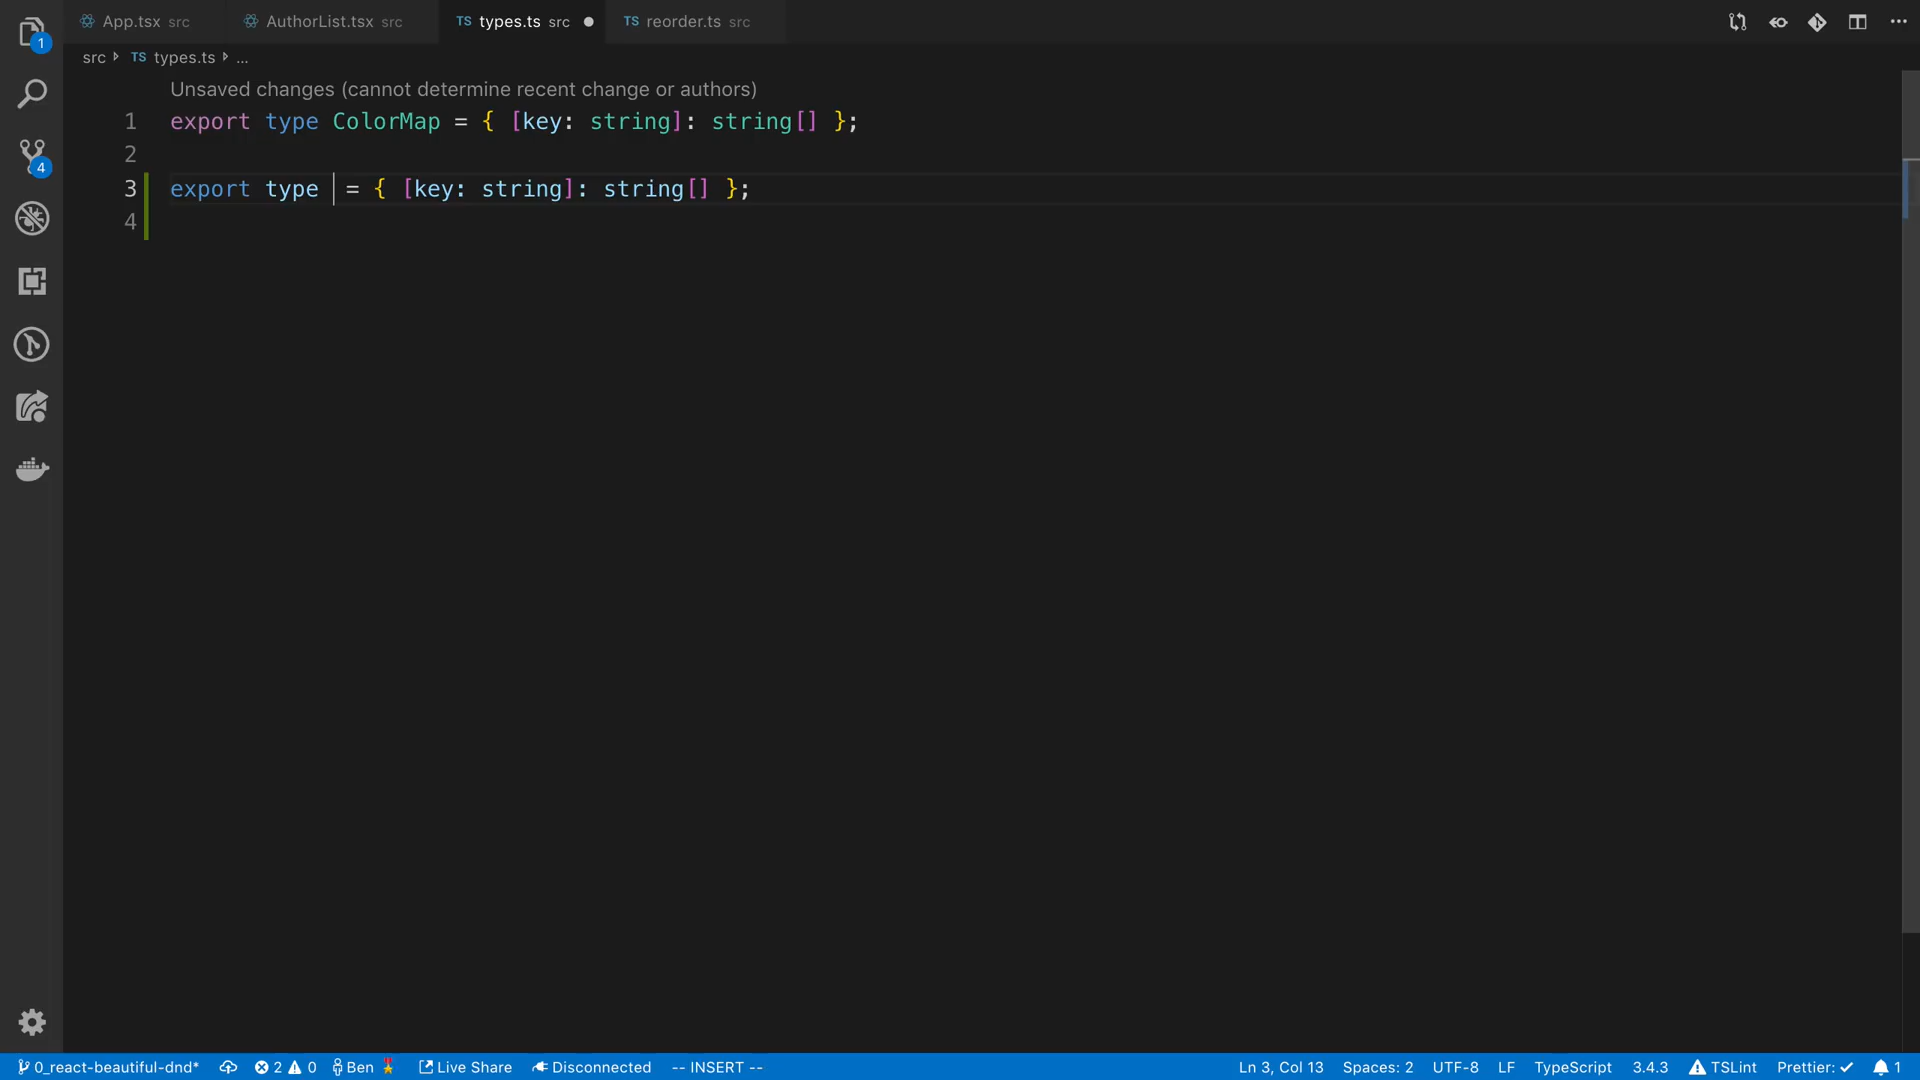 App.tsx src AuthorList.tsx src TS types.ts src ● TS reorder.ts src
1
src TS types.ts ...
Unsaved changes (cannot determine recent change or authors)
1 export type ColorMap = { [key: string]: string[] };
2
4
3 export type = { [key: string]: string[] };
4
0_react-beautiful-dnd* 2 0 Ben Live Share Disconnected -- INSERT -- Ln 3, Col 13 Spaces: 2 UTF-8 LF TypeScript 3.4.3 TSLint Prettier: ✓ 1